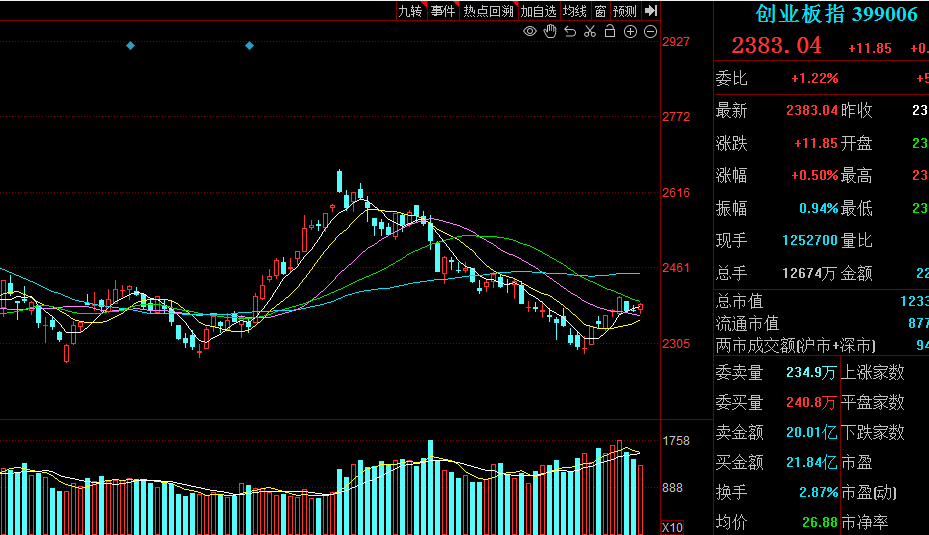 九转 事件 热点回溯 加自选 均线 窗 预测
创业板指 399006
2383.04 +11.85 +0.
委比 +1.22% +5
最新 2383.04 昨收 23
涨跌 +11.85 开盘 23
涨幅 +0.50% 最高 23
振幅 0.94% 最低 23
现手 1252700 量比
总手 12674万 金额 22
总市值 1233
流通市值 877
两市成交额(沪市+深市) 94
委卖量 234.9万 上涨家数
委买量 240.8万 平盘家数
卖金额 20.01亿 下跌家数
买金额 21.84亿 市盈
换手 2.87% 市盈(动)
均价 26.88 市净率
2927
2772
2616
2461
2305
1758
888
X10